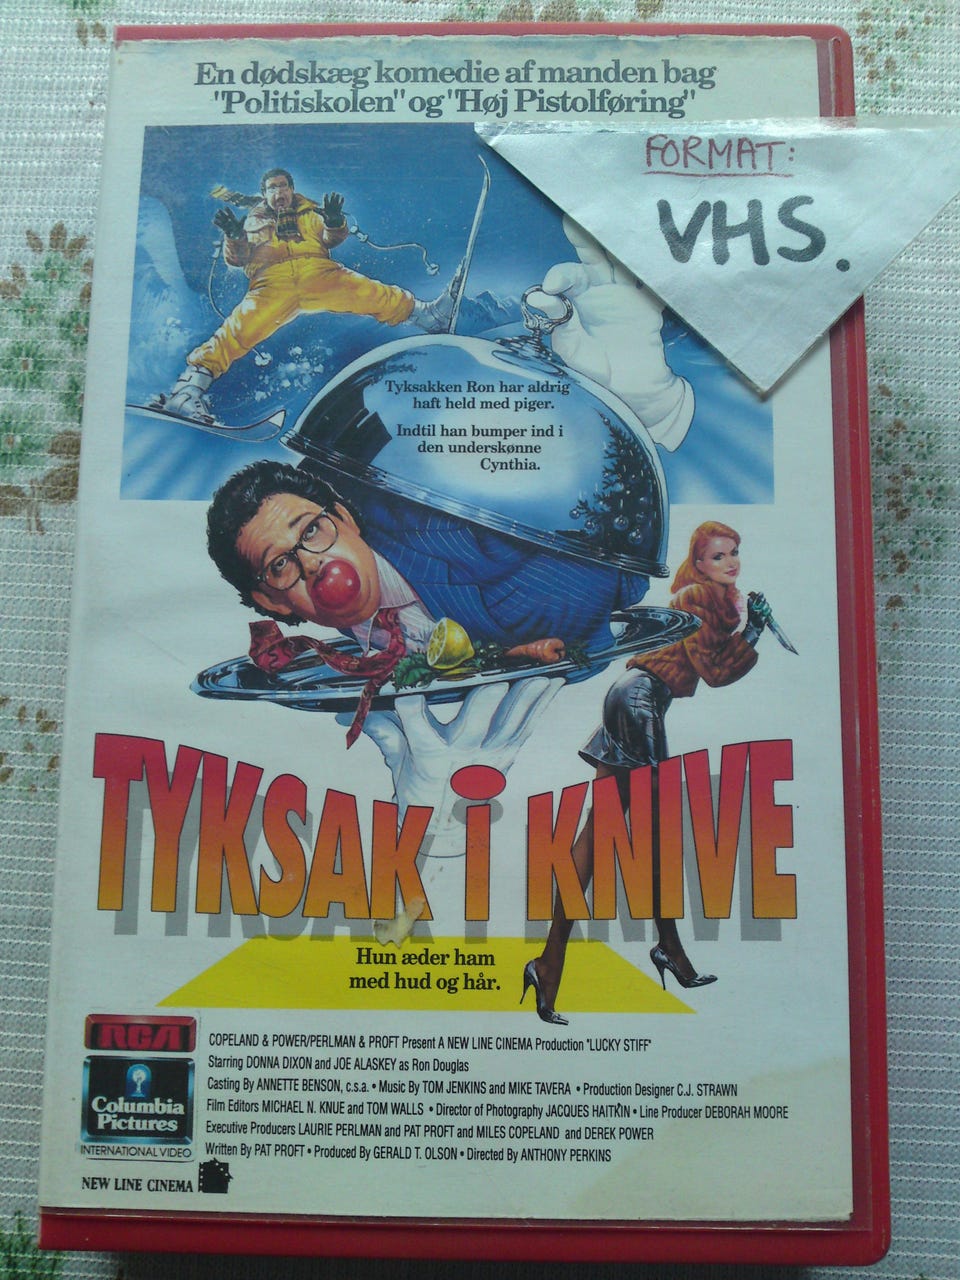 En dødskæg komedie af manden bag
"Politiskolen" og "Høj Pistolføring"
FORMAT:
VHS.
Tyksakken Ron har aldrig
haft held med piger.
Indtil han bumper ind i
den underskønne
Cynthia.
TYKSAK i KNIVE
Hun æder ham
med hud og hår.
RCA
Columbia
Pictures
INTERNATIONAL VIDEO
NEW LINE CINEMA
COPELAND & POWER/PERLMAN & PROFT Present A NEW LINE CINEMA Production "LUCKY STIFF"
Starring DONNA DIXON and JOE ALASKEY as Ron Douglas
Casting By ANNETTE BENSON, c.s.a. • Music By TOM JENKINS and MIKE TAVERA • Production Designer C.J. STRAWN
Film Editors MICHAEL N. KNUE and TOM WALLS • Director of Photography JACQUES HAITKIN • Line Producer DEBORAH MOORE
Executive Producers LAURIE PERLMAN and PAT PROFT and MILES COPELAND and DEREK POWER
Written By PAT PROFT • Produced By GERALD T. OLSON • Directed By ANTHONY PERKINS